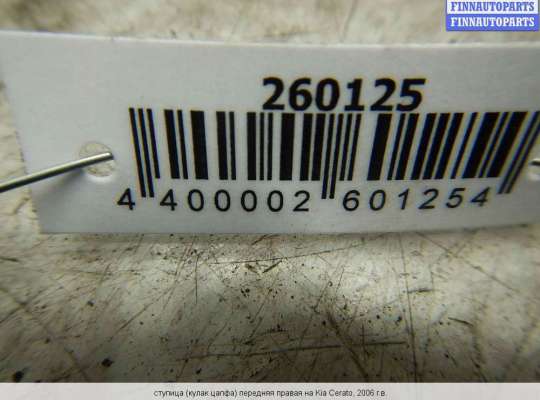 FINNAUTOPARTS
FINNAUTOPARTS
260125
4 400002 601254
ступица (кулак цапфа) передняя правая на Kia Cerato, 2006 г.в.